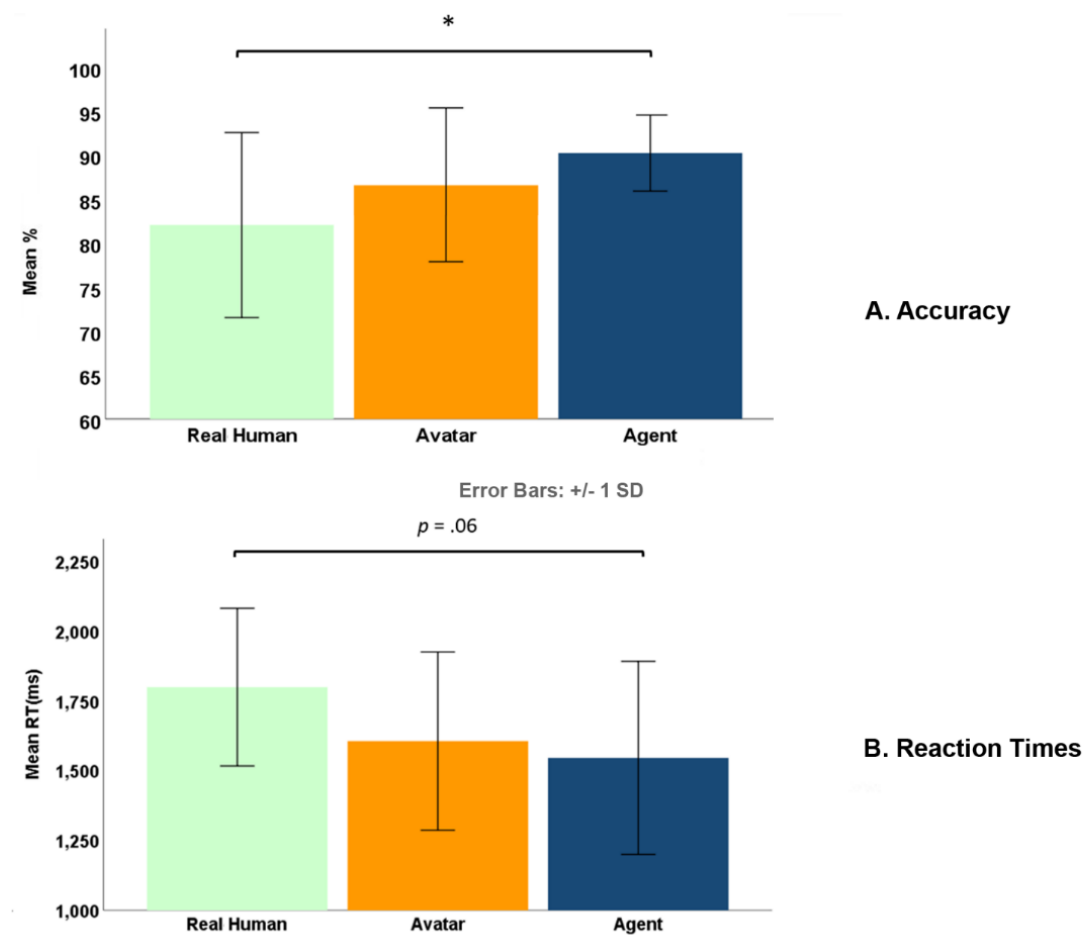 *
100
95
90
85
80
75
70
65
60
Mean %
Real Human Avatar Agent
A. Accuracy
Error Bars: +/- 1 SD
p = .06
2,250
2,000
1,750
1,500
1,250
1,000
Mean RT(ms)
Real Human Avatar Agent
B. Reaction Times